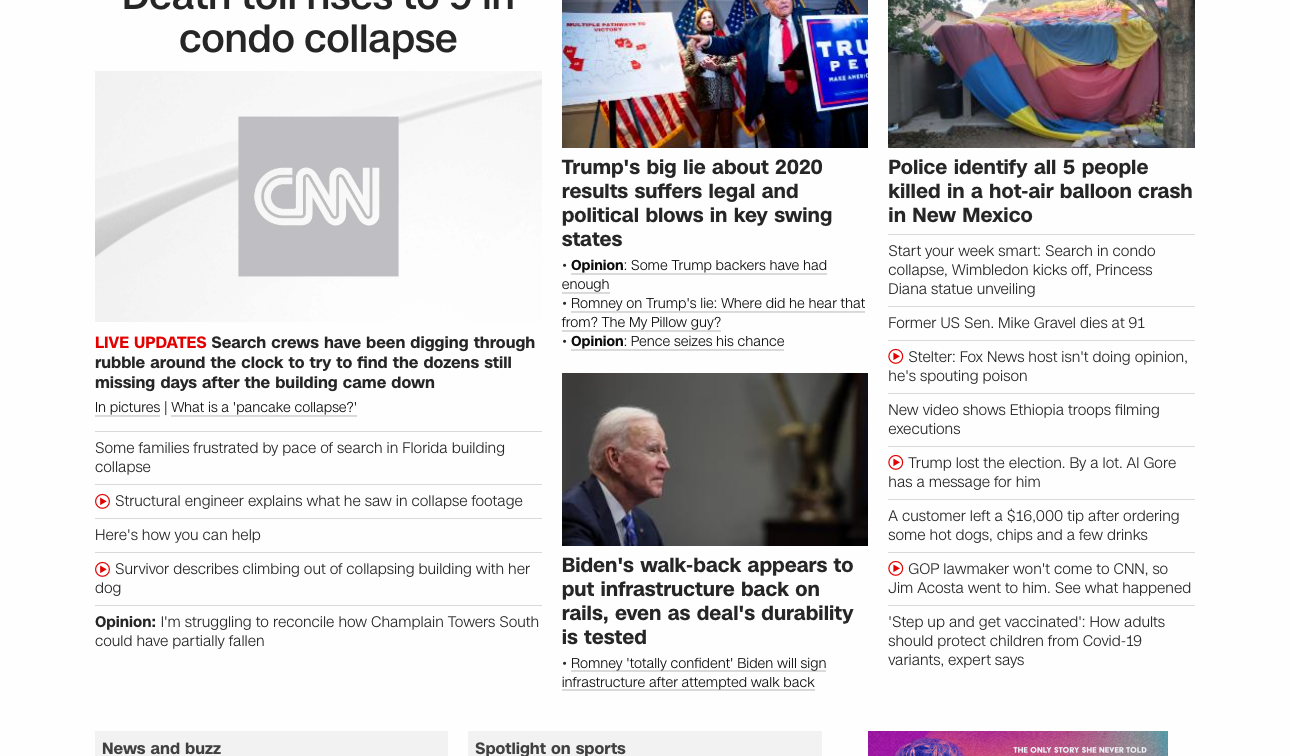 Death toll rises to 9 in
condo collapse
CNN
LIVE UPDATES Search crews have been digging through
rubble around the clock to try to find the dozens still
missing days after the building came down
In pictures | What is a 'pancake collapse?'
Some families frustrated by pace of search in Florida building
collapse
Structural engineer explains what he saw in collapse footage
Here's how you can help
Survivor describes climbing out of collapsing building with her
dog
Opinion: I'm struggling to reconcile how Champlain Towers South
could have partially fallen
MULTIPLE PATHWAYS TO
VICTORY
TRU
PE
MAKE AMERIC
Trump's big lie about 2020
results suffers legal and
political blows in key swing
states
• Opinion: Some Trump backers have had
enough
• Romney on Trump's lie: Where did he hear that
from? The My Pillow guy?
• Opinion: Pence seizes his chance
Biden's walk-back appears to
put infrastructure back on
rails, even as deal's durability
is tested
• Romney 'totally confident' Biden will sign
infrastructure after attempted walk back
Police identify all 5 people
killed in a hot-air balloon crash
in New Mexico
Start your week smart: Search in condo
collapse, Wimbledon kicks off, Princess
Diana statue unveiling
Former US Sen. Mike Gravel dies at 91
Stelter: Fox News host isn't doing opinion,
he's spouting poison
New video shows Ethiopia troops filming
executions
Trump lost the election. By a lot. Al Gore
has a message for him
A customer left a $16,000 tip after ordering
some hot dogs, chips and a few drinks
GOP lawmaker won't come to CNN, so
Jim Acosta went to him. See what happened
'Step up and get vaccinated': How adults
should protect children from Covid-19
variants, expert says
News and buzz
Spotlight on sports
THE ONLY STORY SHE NEVER TOLD